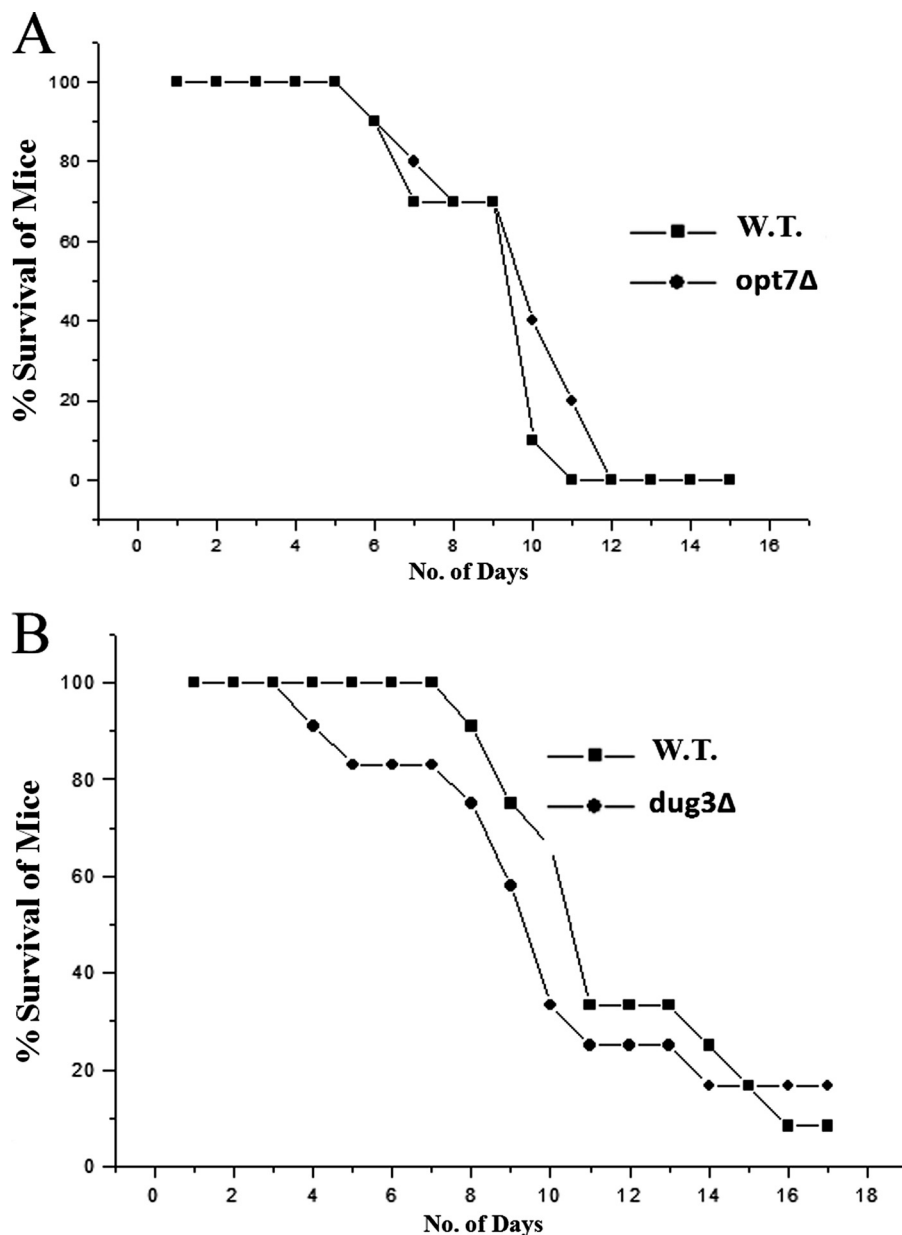 A
% Survival of Mice
100
80
60
40
20
0
W.T.
opt7Δ
0 2 4 6 8 10 12 14 16
No. of Days
B
% Survival of Mice
100
80
60
40
20
0
W.T.
dug3Δ
0 2 4 6 8 10 12 14 16 18
No. of Days